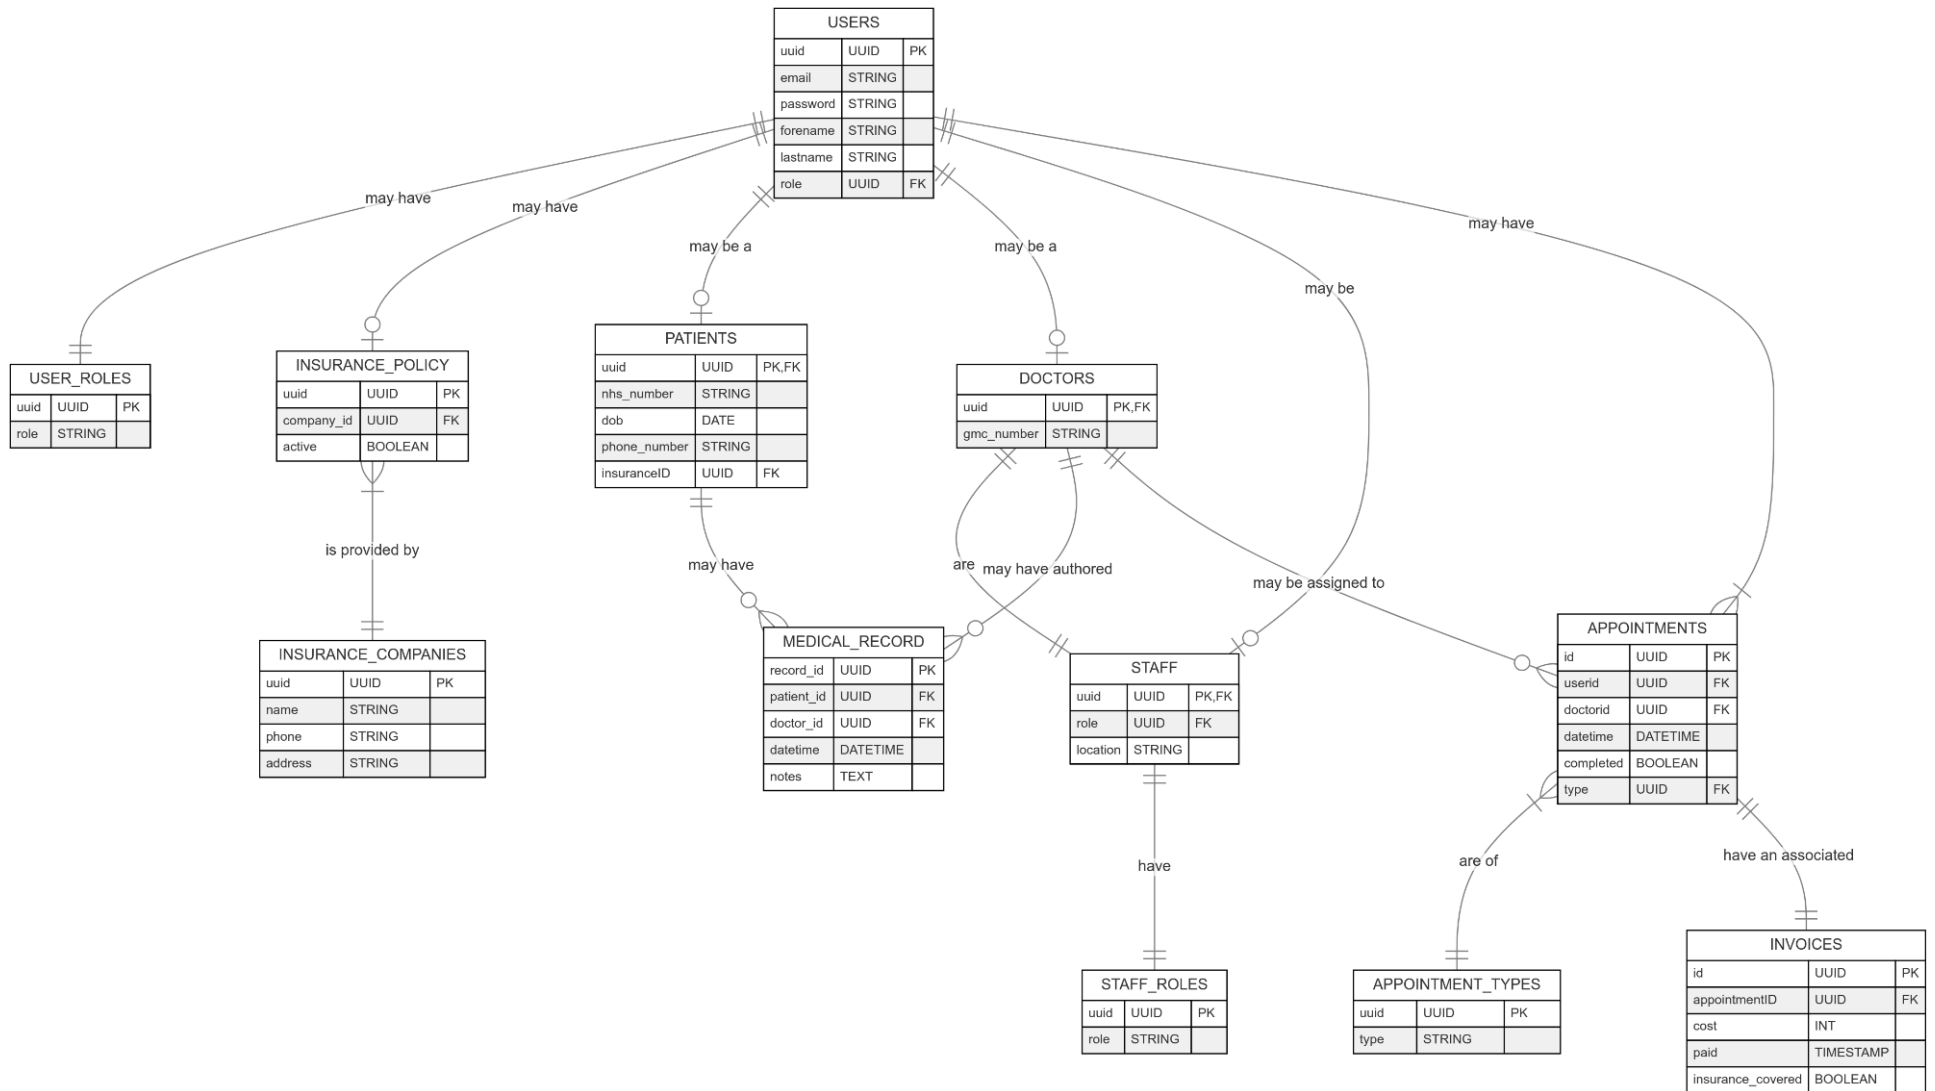 USERS
uuid UUID PK
email STRING
password STRING
forename STRING
lastname STRING
role UUID FK
may have
may have
may be a
may be a
may be
may have
USER_ROLES
uuid UUID PK
role STRING
INSURANCE_POLICY
uuid UUID PK
company_id UUID FK
active BOOLEAN
PATIENTS
uuid UUID PK,FK
nhs_number STRING
dob DATE
phone_number STRING
insuranceID UUID FK
DOCTORS
uuid UUID PK,FK
gmc_number STRING
is provided by
may have
are
may have authored
may be assigned to
INSURANCE_COMPANIES
uuid UUID PK
name STRING
phone STRING
address STRING
MEDICAL_RECORD
record_id UUID PK
patient_id UUID FK
doctor_id UUID FK
datetime DATETIME
notes TEXT
STAFF
uuid UUID PK,FK
role UUID FK
location STRING
APPOINTMENTS
id UUID PK
userid UUID FK
doctorid UUID FK
datetime DATETIME
completed BOOLEAN
type UUID FK
have
are of
have an associated
STAFF_ROLES
uuid UUID PK
role STRING
APPOINTMENT_TYPES
uuid UUID PK
type STRING
INVOICES
id UUID PK
appointmentID UUID FK
cost INT
paid TIMESTAMP
insurance_covered BOOLEAN